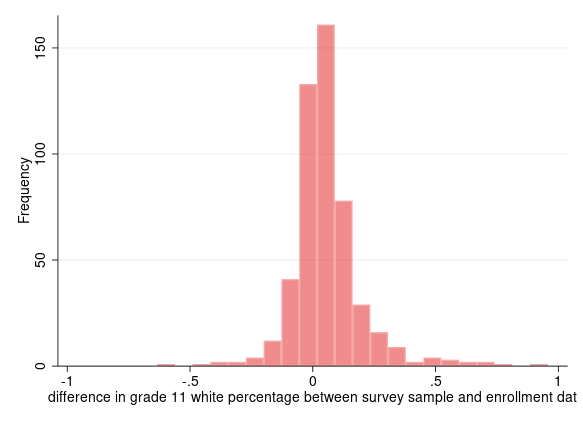 Frequency
150
100
50
0
-1 -.5 0 .5 1
difference in grade 11 white percentage between survey sample and enrollment dat